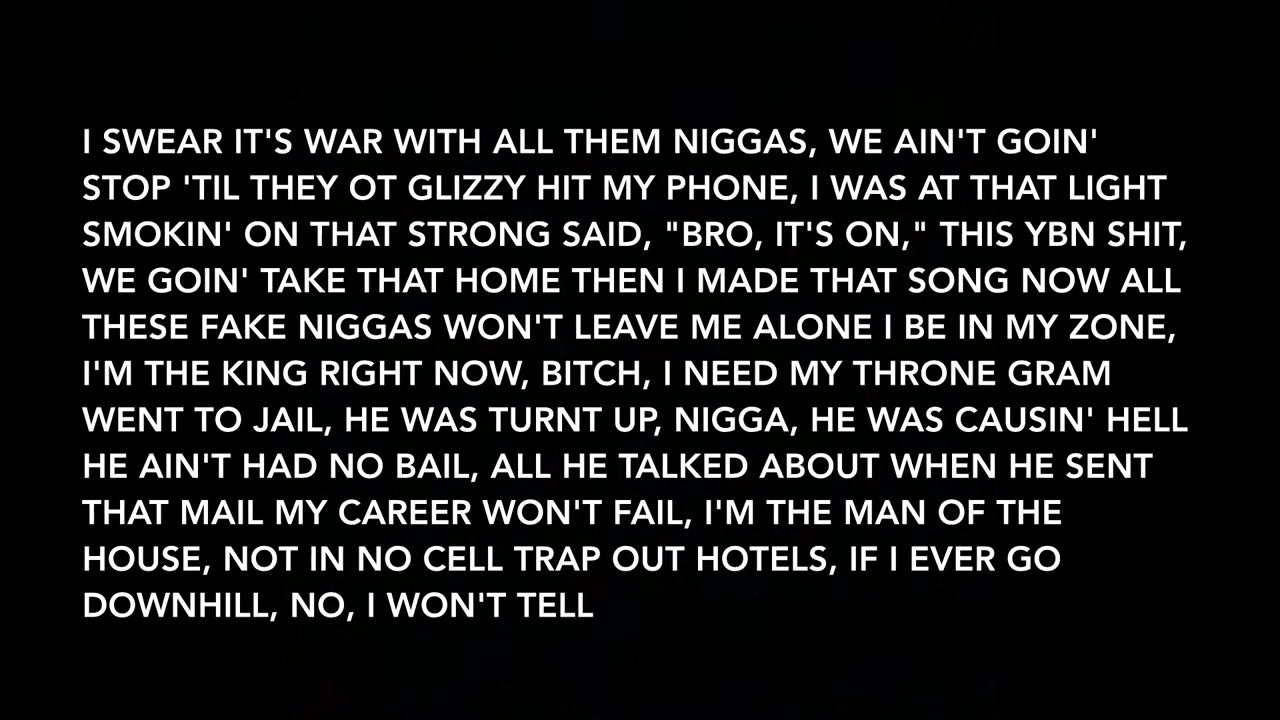 I SWEAR IT'S WAR WITH ALL THEM NIGGAS, WE AIN'T GOIN'
STOP 'TIL THEY OT GLIZZY HIT MY PHONE, I WAS AT THAT LIGHT
SMOKIN' ON THAT STRONG SAID, "BRO, IT'S ON," THIS YBN SHIT,
WE GOIN' TAKE THAT HOME THEN I MADE THAT SONG NOW ALL
THESE FAKE NIGGAS WON'T LEAVE ME ALONE I BE IN MY ZONE,
I'M THE KING RIGHT NOW, BITCH, I NEED MY THRONE GRAM
WENT TO JAIL, HE WAS TURNT UP, NIGGA, HE WAS CAUSIN' HELL
HE AIN'T HAD NO BAIL, ALL HE TALKED ABOUT WHEN HE SENT
THAT MAIL MY CAREER WON'T FAIL, I'M THE MAN OF THE
HOUSE, NOT IN NO CELL TRAP OUT HOTELS, IF I EVER GO
DOWNHILL, NO, I WON'T TELL